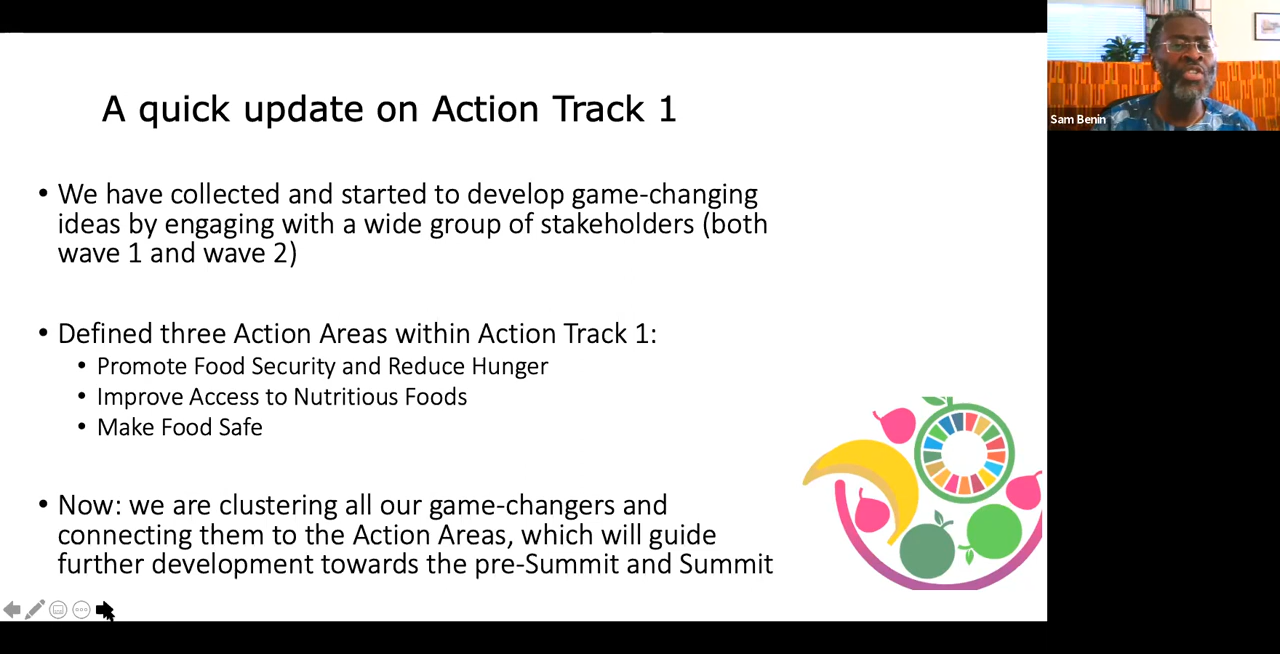 A quick update on Action Track 1
Sam Benin
• We have collected and started to develop game-changing
ideas by engaging with a wide group of stakeholders (both
wave 1 and wave 2)
• Defined three Action Areas within Action Track 1:
• Promote Food Security and Reduce Hunger
• Improve Access to Nutritious Foods
• Make Food Safe
• Now: we are clustering all our game-changers and
connecting them to the Action Areas, which will guide
further development towards the pre-Summit and Summit